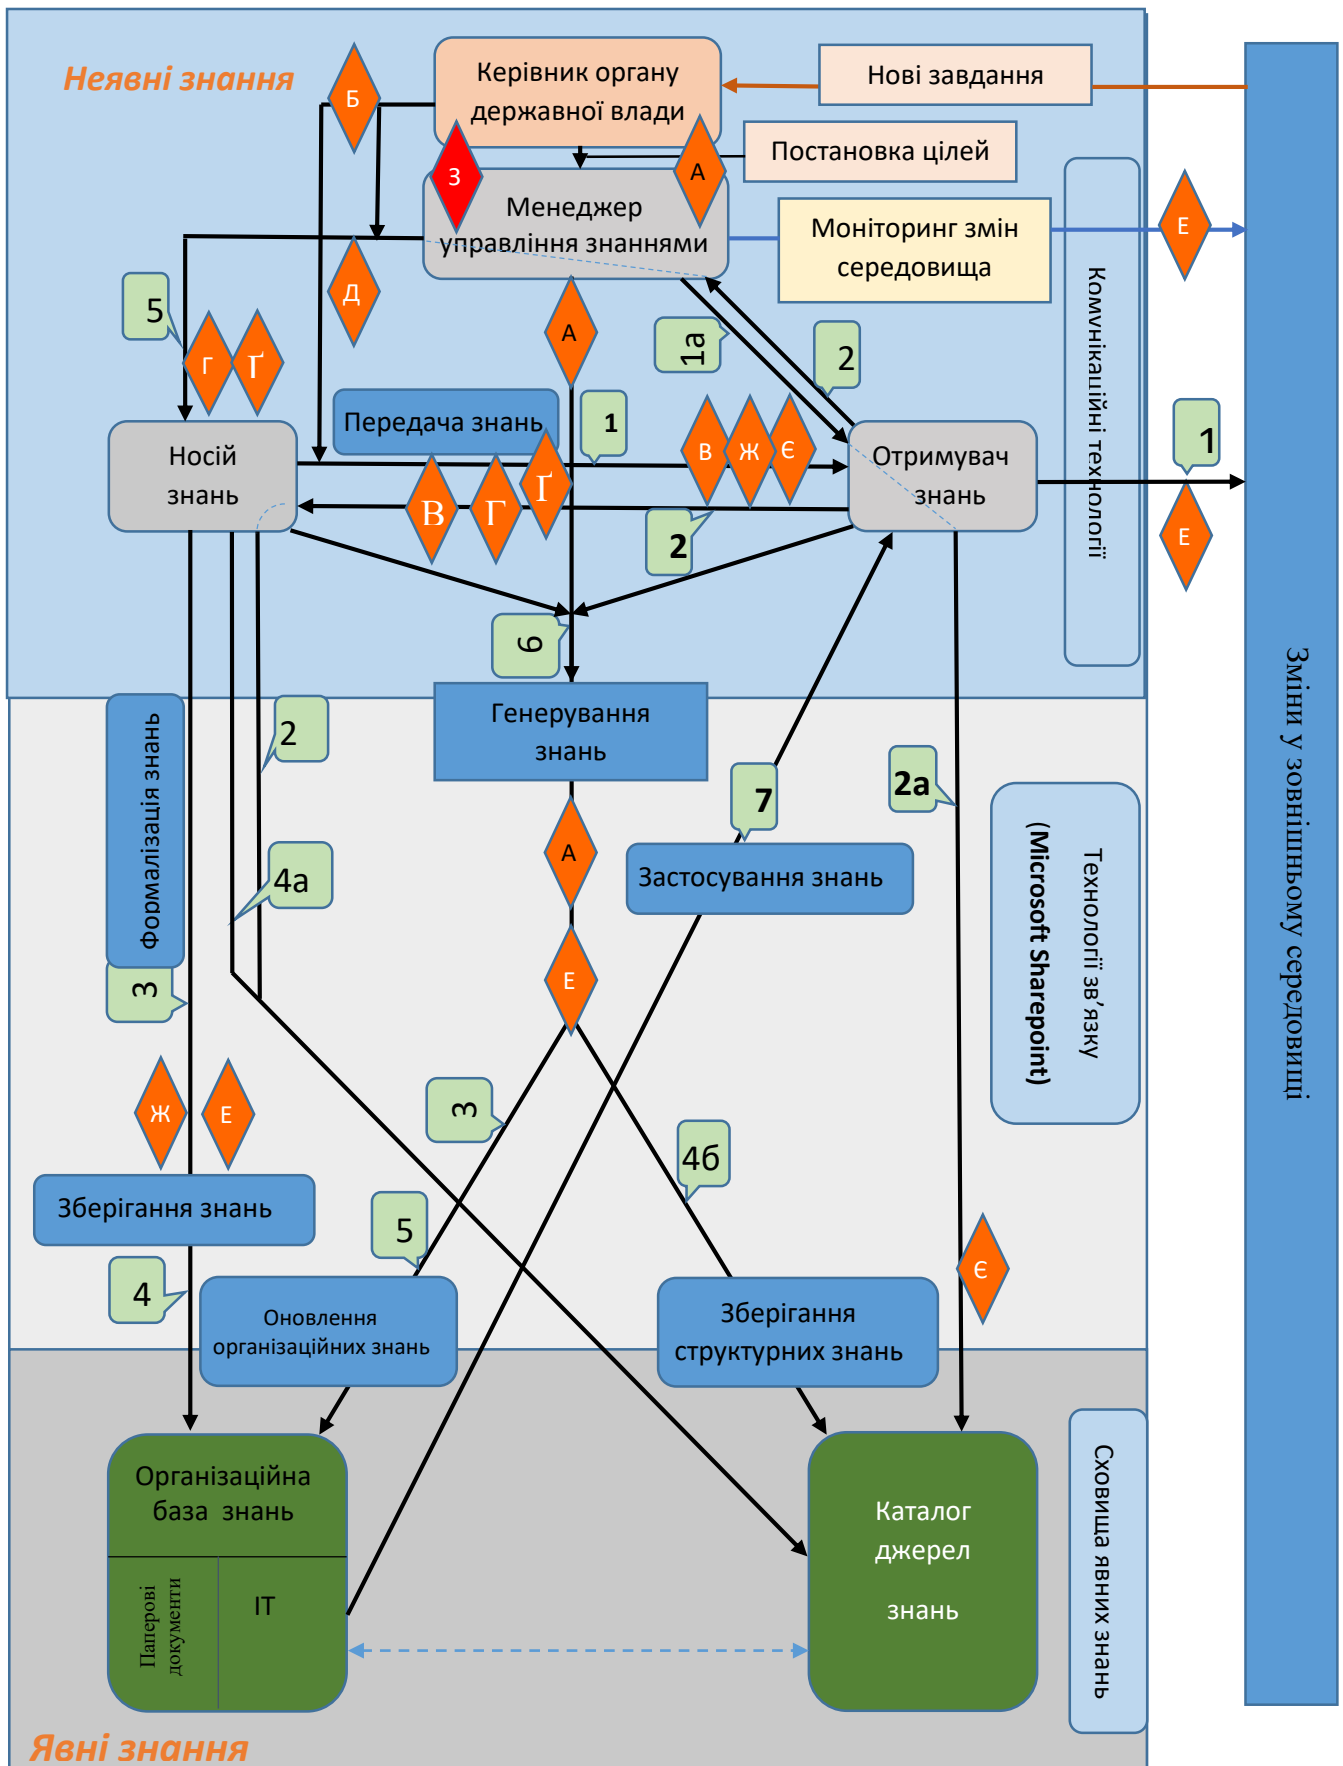 Неявні знання
Б
Керівник органу
державної влади
Нові завдання
Постановка цілей
З
А
Менеджер
управління знаннями
Моніторинг змін
середовища
Е
Д
5
Г
Ґ
А
1а
2
Комунікаційні технології
Передача знань
1
В
Ж
Є
Носій
знань
Отримувач
знань
1
Е
В
Г
Ґ
2
6
Зміни у зовнішньому середовищі
Генерування
знань
Формалізація знань
2
4а
3
А
Е
7
Застосування знань
2а
Технології зв’язку
(Microsoft Sharepoint)
Ж
Е
3
4б
Зберігання знань
4
5
Оновлення
організаційних знань
Зберігання
структурних знань
Є
Організаційна
база знань
Паперові
документи
ІТ
Каталог
джерел
знань
Сховища явних знань
Явні знання